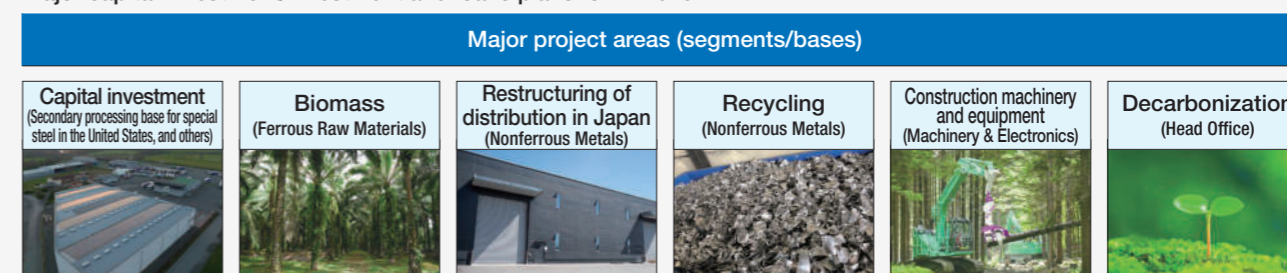 Major project areas (segments/bases)
Capital investment
(Secondary processing base for special
steel in the United States, and others)
Biomass
(Ferrous Raw Materials)
Restructuring of
distribution in Japan
(Nonferrous Metals)
Recycling
(Nonferrous Metals)
Construction machinery
and equipment
(Machinery & Electronics)
Decarbonization
(Head Office)